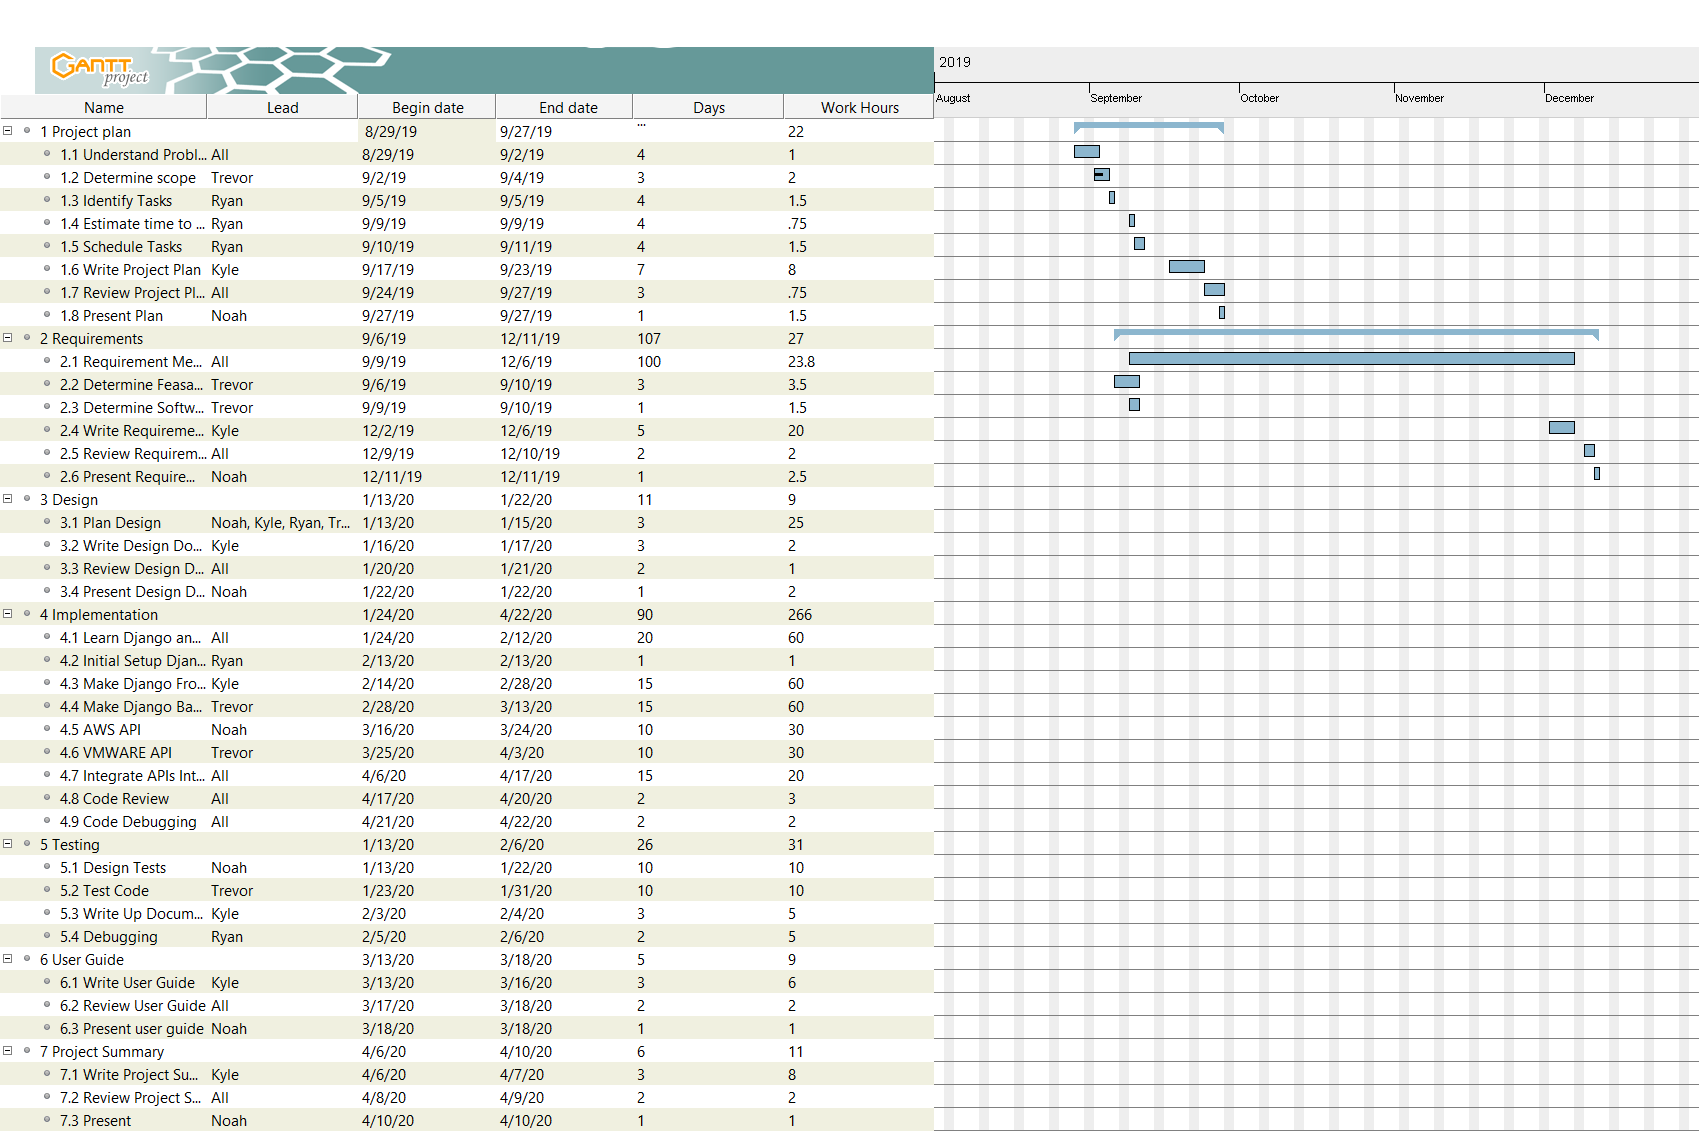 GANTT
project
2019
Name Lead Begin date End date Days Work Hours August September October November December
1 Project plan 8/29/19 9/27/19 ... 22
1.1 Understand Probl... All 8/29/19 9/2/19 4 1
1.2 Determine scope Trevor 9/2/19 9/4/19 3 2
1.3 Identify Tasks Ryan 9/5/19 9/5/19 4 1.5
1.4 Estimate time to ... Ryan 9/9/19 9/9/19 4 .75
1.5 Schedule Tasks Ryan 9/10/19 9/11/19 4 1.5
1.6 Write Project Plan Kyle 9/17/19 9/23/19 7 8
1.7 Review Project Pl... All 9/24/19 9/27/19 3 .75
1.8 Present Plan Noah 9/27/19 9/27/19 1 1.5
2 Requirements 9/6/19 12/11/19 107 27
2.1 Requirement Me... All 9/9/19 12/6/19 100 23.8
2.2 Determine Feasa... Trevor 9/6/19 9/10/19 3 3.5
2.3 Determine Softw... Trevor 9/9/19 9/10/19 1 1.5
2.4 Write Requireme... Kyle 12/2/19 12/6/19 5 20
2.5 Review Requirem... All 12/9/19 12/10/19 2 2
2.6 Present Require... Noah 12/11/19 12/11/19 1 2.5
3 Design 1/13/20 1/22/20 11 9
3.1 Plan Design Noah, Kyle, Ryan, Tr... 1/13/20 1/15/20 3 25
3.2 Write Design Do... Kyle 1/16/20 1/17/20 3 2
3.3 Review Design D... All 1/20/20 1/21/20 2 1
3.4 Present Design D... Noah 1/22/20 1/22/20 1 2
4 Implementation 1/24/20 4/22/20 90 266
4.1 Learn Django an... All 1/24/20 2/12/20 20 60
4.2 Initial Setup Djan... Ryan 2/13/20 2/13/20 1 1
4.3 Make Django Fro... Kyle 2/14/20 2/28/20 15 60
4.4 Make Django Ba... Trevor 2/28/20 3/13/20 15 60
4.5 AWS API Noah 3/16/20 3/24/20 10 30
4.6 VMWARE API Trevor 3/25/20 4/3/20 10 30
4.7 Integrate APIs Int... All 4/6/20 4/17/20 15 20
4.8 Code Review All 4/17/20 4/20/20 2 3
4.9 Code Debugging All 4/21/20 4/22/20 2 2
5 Testing 1/13/20 2/6/20 26 31
5.1 Design Tests Noah 1/13/20 1/22/20 10 10
5.2 Test Code Trevor 1/23/20 1/31/20 10 10
5.3 Write Up Docum... Kyle 2/3/20 2/4/20 3 5
5.4 Debugging Ryan 2/5/20 2/6/20 2 5
6 User Guide 3/13/20 3/18/20 5 9
6.1 Write User Guide Kyle 3/13/20 3/16/20 3 6
6.2 Review User Guide All 3/17/20 3/18/20 2 2
6.3 Present user guide Noah 3/18/20 3/18/20 1 1
7 Project Summary 4/6/20 4/10/20 6 11
7.1 Write Project Su... Kyle 4/6/20 4/7/20 3 8
7.2 Review Project S... All 4/8/20 4/9/20 2 2
7.3 Present Noah 4/10/20 4/10/20 1 1